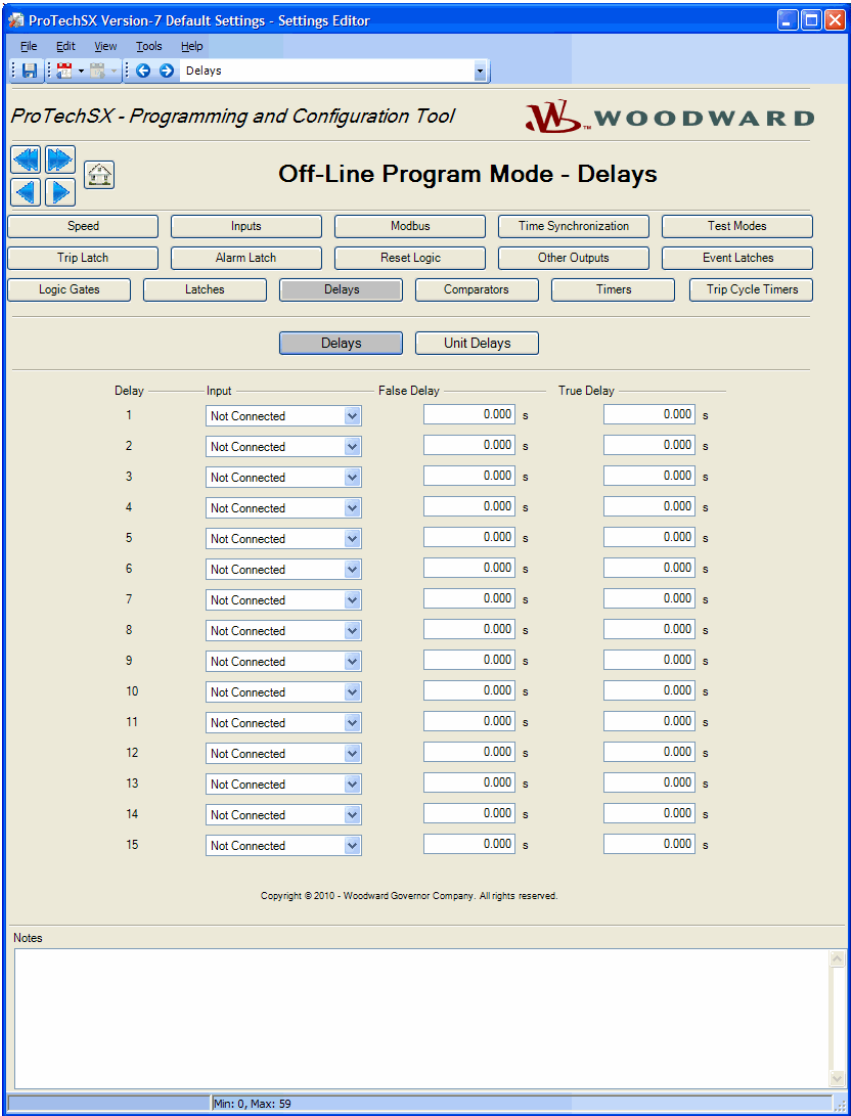 ProTechSX Version-7 Default Settings - Settings Editor
File Edit View Tools Help
Delays
ProTechSX - Programming and Configuration Tool
WOODWARD
Off-Line Program Mode - Delays
Speed Inputs Modbus Time Synchronization Test Modes
Trip Latch Alarm Latch Reset Logic Other Outputs Event Latches
Logic Gates Latches Delays Comparators Timers Trip Cycle Timers
Delays Unit Delays
Delay Input False Delay True Delay
1 Not Connected 0.000 s 0.000 s
2 Not Connected 0.000 s 0.000 s
3 Not Connected 0.000 s 0.000 s
4 Not Connected 0.000 s 0.000 s
5 Not Connected 0.000 s 0.000 s
6 Not Connected 0.000 s 0.000 s
7 Not Connected 0.000 s 0.000 s
8 Not Connected 0.000 s 0.000 s
9 Not Connected 0.000 s 0.000 s
10 Not Connected 0.000 s 0.000 s
11 Not Connected 0.000 s 0.000 s
12 Not Connected 0.000 s 0.000 s
13 Not Connected 0.000 s 0.000 s
14 Not Connected 0.000 s 0.000 s
15 Not Connected 0.000 s 0.000 s
Copyright © 2010 - Woodward Governor Company. All rights reserved.
Notes
Min: 0, Max: 59